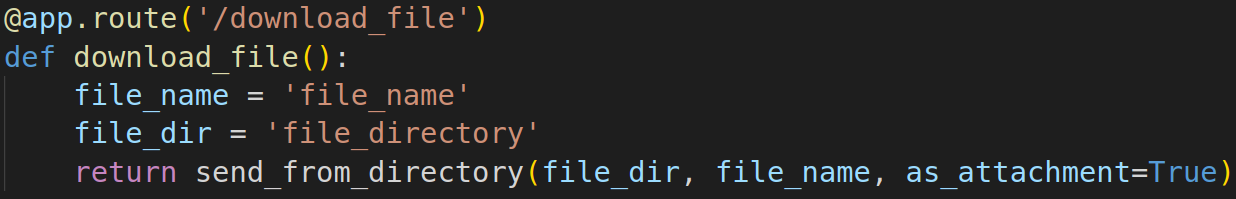 @app.route('/download_file')
def download_file():
    file_name = 'file_name'
    file_dir = 'file_directory'
    return send_from_directory(file_dir, file_name, as_attachment=True)